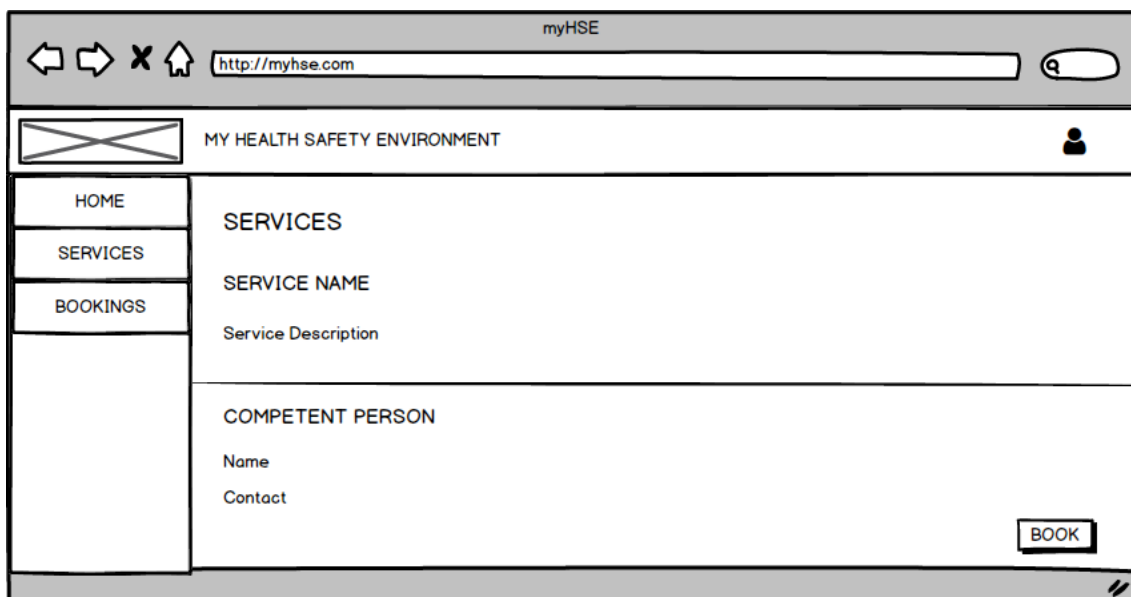 myHSE
http://myhse.com
MY HEALTH SAFETY ENVIRONMENT
HOME
SERVICES
BOOKINGS
SERVICES
SERVICE NAME
Service Description
COMPETENT PERSON
Name
Contact
BOOK